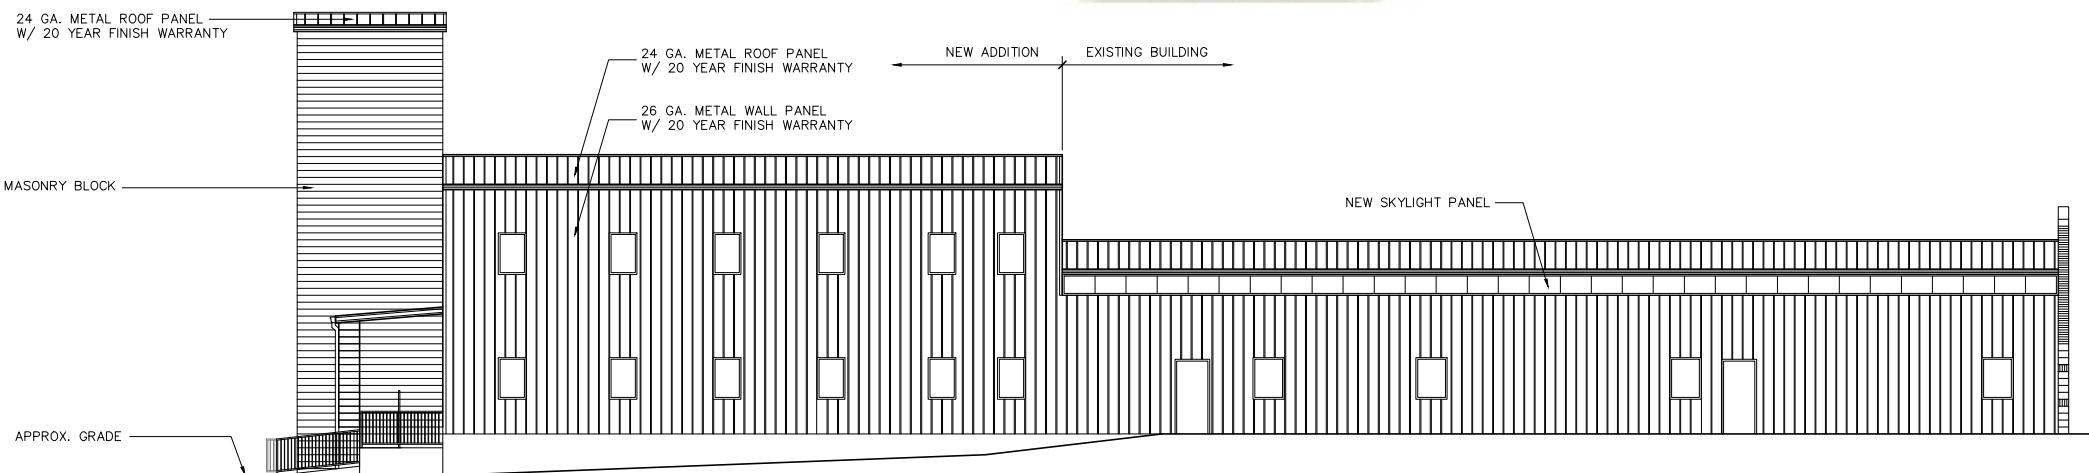 24 GA. METAL ROOF PANEL
W/ 20 YEAR FINISH WARRANTY
24 GA. METAL ROOF PANEL
W/ 20 YEAR FINISH WARRANTY
NEW ADDITION
EXISTING BUILDING
26 GA. METAL WALL PANEL
W/ 20 YEAR FINISH WARRANTY
MASONRY BLOCK
NEW SKYLIGHT PANEL
APPROX. GRADE